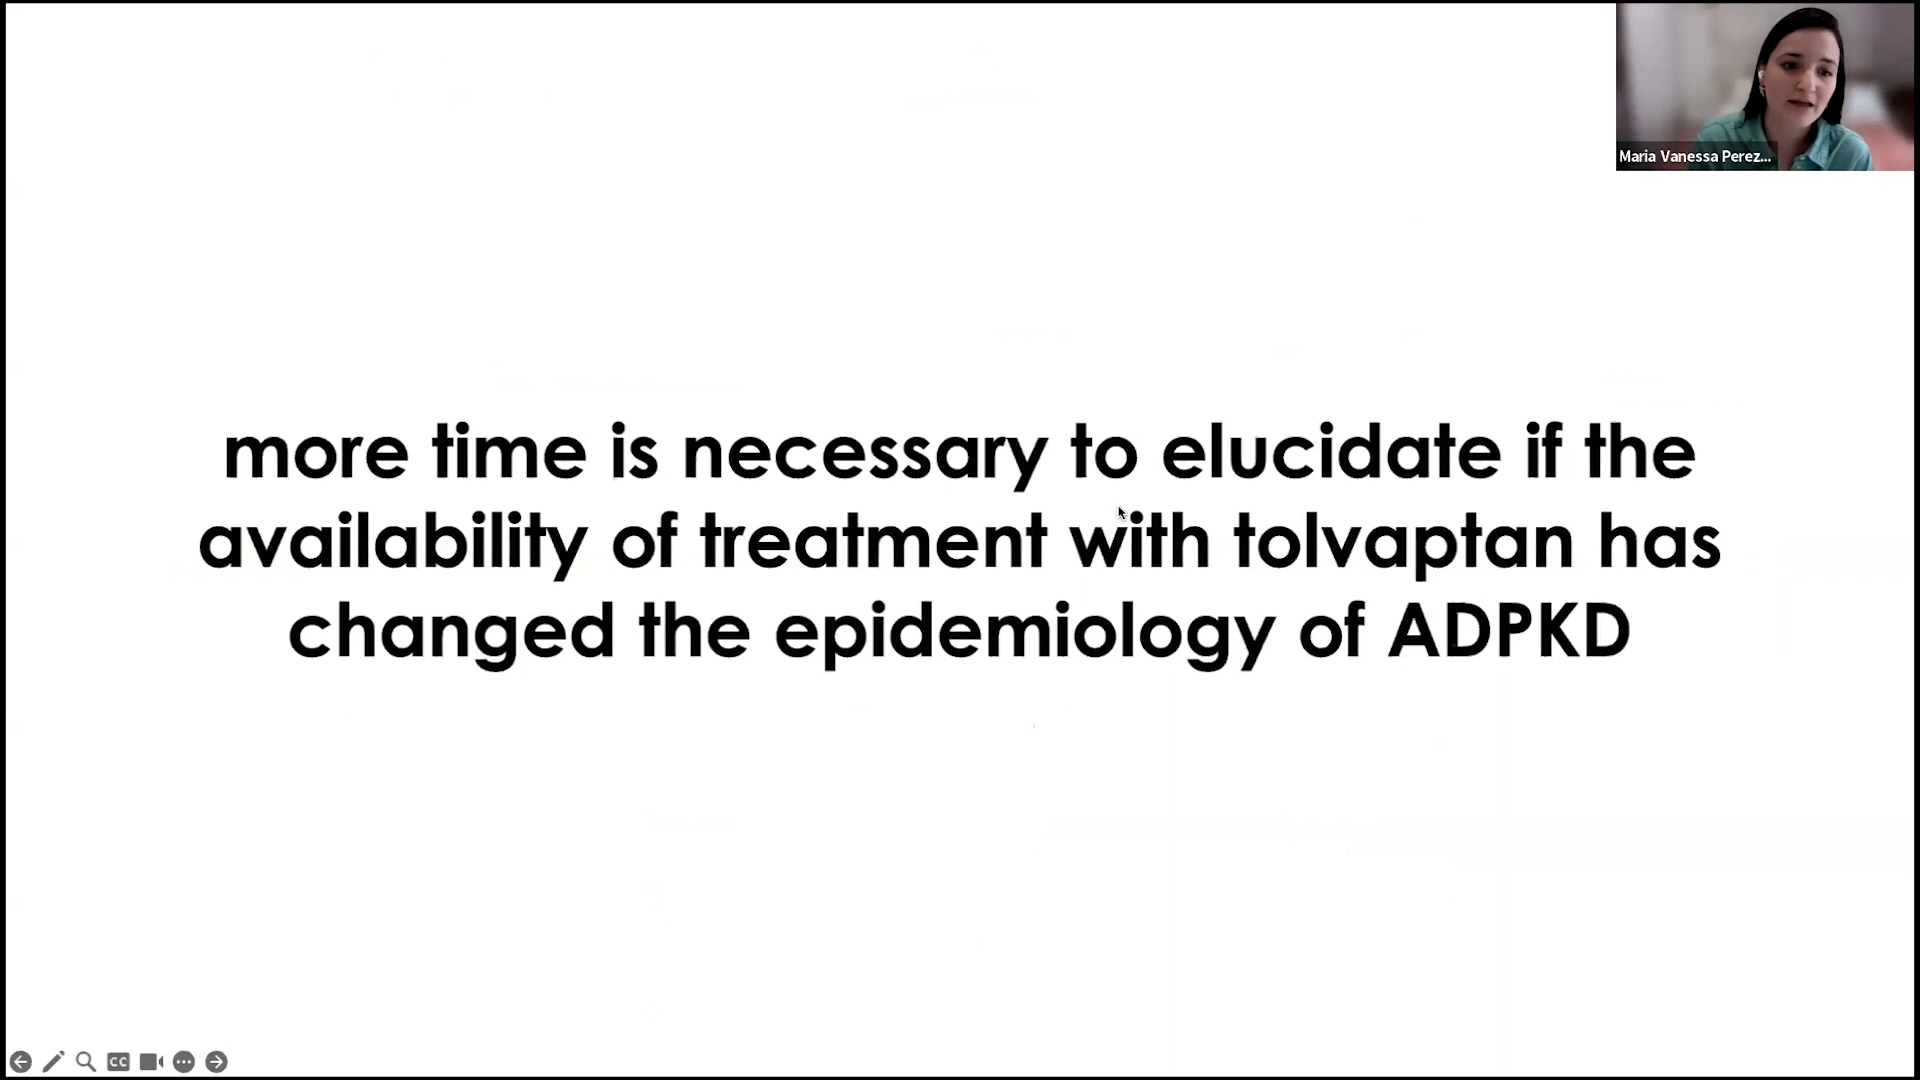 Maria Vanessa Perez...
more time is necessary to elucidate if the
availability of treatment with tolvaptan has
changed the epidemiology of ADPKD
CC